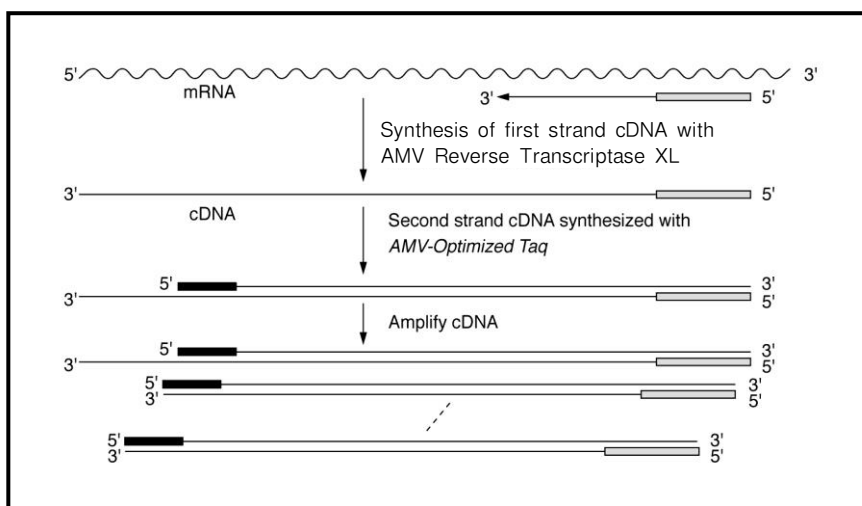 5' 3'
mRNA 3' 5'
Synthesis of first strand cDNA with
AMV Reverse Transcriptase XL
3' 5'
cDNA
Second strand cDNA synthesized with
AMV-Optimized Taq
5' 3'
3' 5'
Amplify cDNA
5' 3'
3' 5'
5' 3'
3' 5'
5' 3'
3' 5'